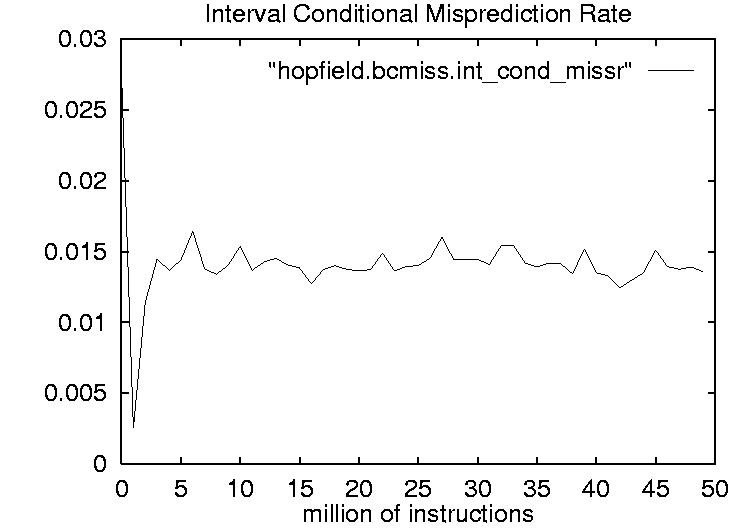 Interval Conditional Misprediction Rate
"hopfield.bcmiss.int_cond_missr"
0.03
0.025
0.02
0.015
0.01
0.005
0
0 5 10 15 20 25 30 35 40 45 50
million of instructions